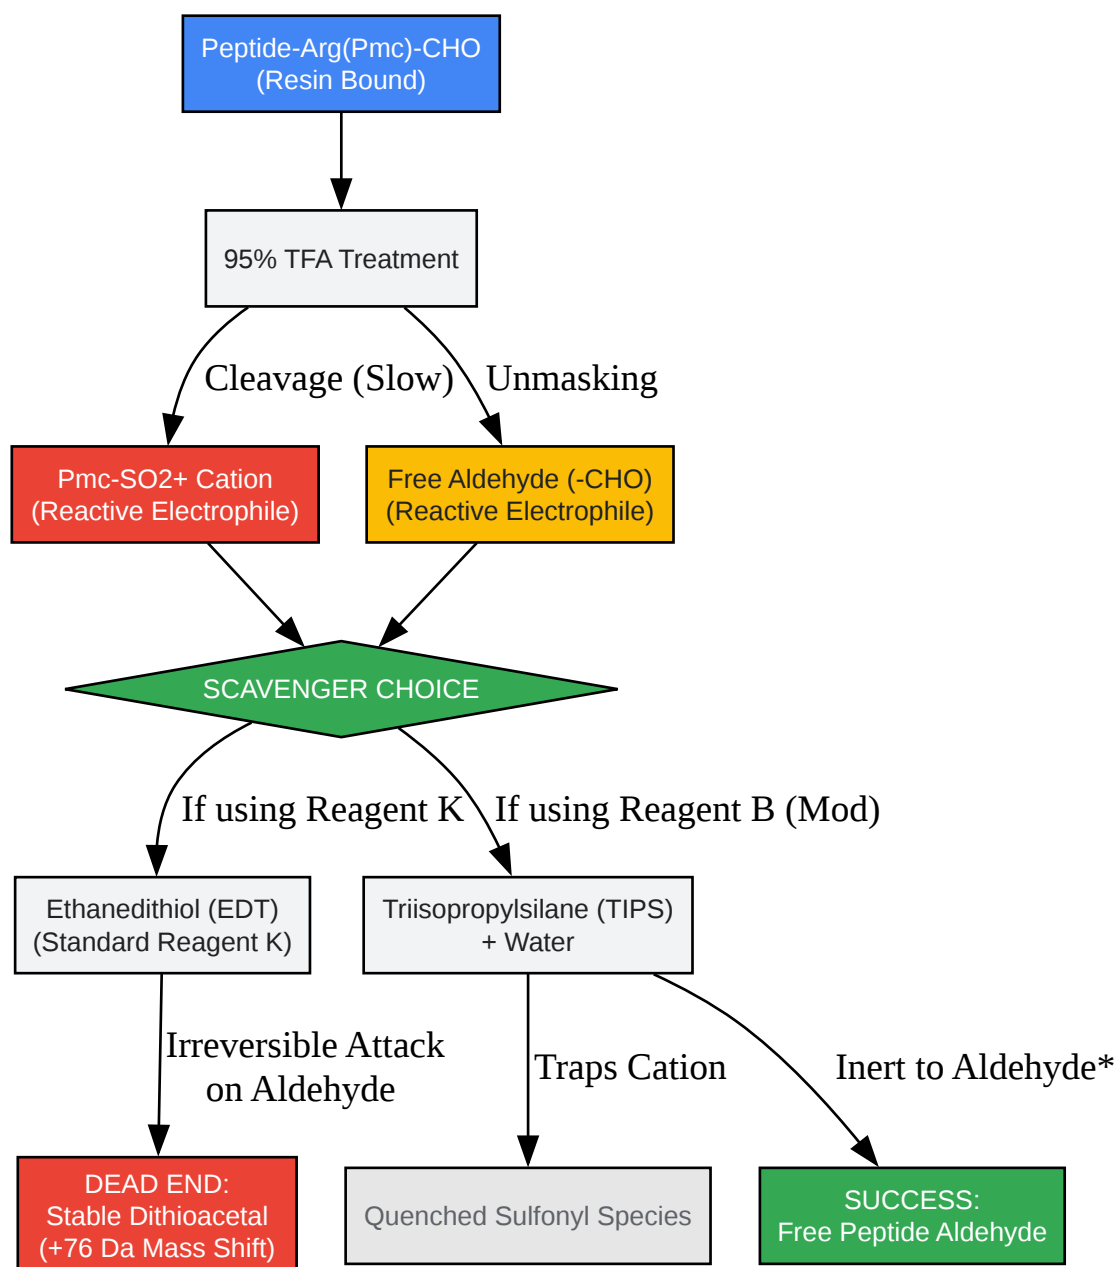 Peptide-Arg(Pmc)-CHO
(Resin Bound)
95% TFA Treatment
Cleavage (Slow)
Unmasking
Pmc-SO2+ Cation
(Reactive Electrophile)
Free Aldehyde (-CHO)
(Reactive Electrophile)
SCAVENGER CHOICE
If using Reagent K
If using Reagent B (Mod)
Ethanedithiol (EDT)
(Standard Reagent K)
Triisopropylsilane (TIPS)
+ Water
Irreversible Attack
on Aldehyde
Traps Cation
Inert to Aldehyde*
DEAD END:
Stable Dithioacetal
(+76 Da Mass Shift)
Quenched Sulfonyl Species
SUCCESS:
Free Peptide Aldehyde